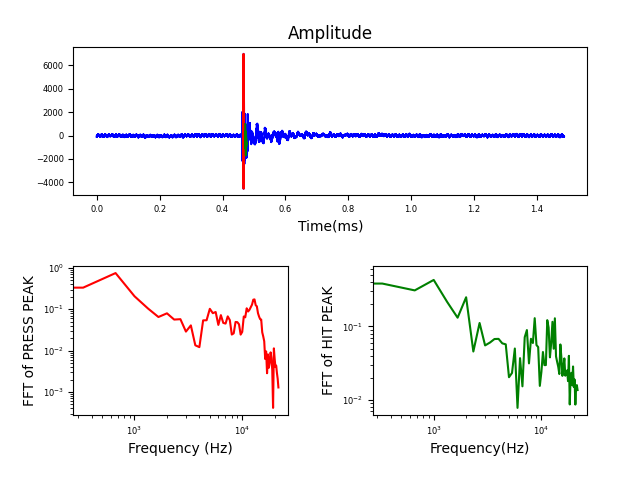 Amplitude
6000
4000
2000
0
−2000
−4000
0.0 0.2 0.4 0.6 0.8 1.0 1.2 1.4
Time(ms)
FFT of PRESS PEAK
10⁰
10⁻¹
10⁻²
10⁻³
10³ 10⁴
Frequency (Hz)
FFT of HIT PEAK
10⁻¹
10⁻²
10³ 10⁴
Frequency(Hz)